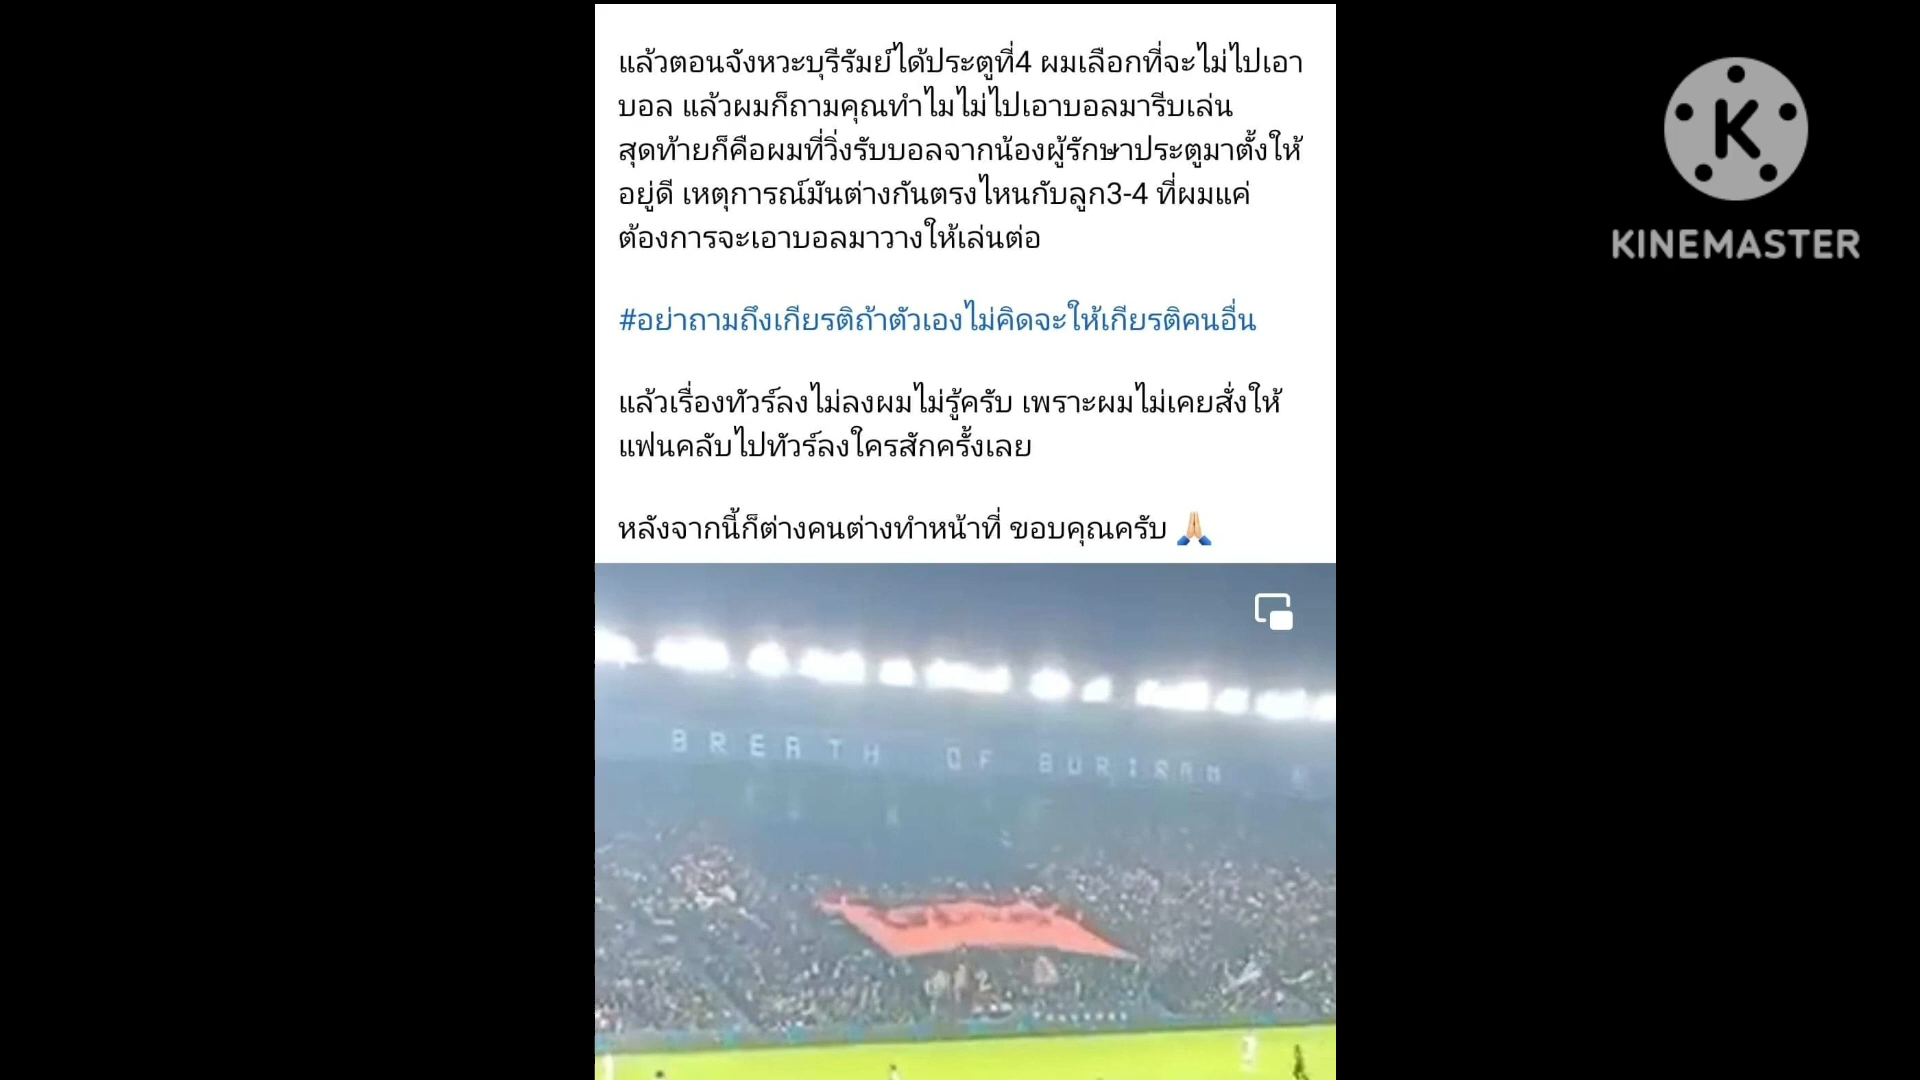 แล้วตอนจังหวะบุรีรัมย์ได้ประตูที่4 ผมเลือกที่จะไม่ไปเอา
บอล แล้วผมก็ถามคุณทำไมไม่ไปเอาบอลมารีบเล่น
สุดท้ายก็คือผมที่วิ่งรับบอลจากน้องผู้รักษาประตูมาตั้งให้
อยู่ดี เหตุการณ์มันต่างกันตรงไหนกับลูก3-4 ที่ผมแค่
ต้องการจะเอาบอลมาวางให้เล่นต่อ
#อย่าถามถึงเกียรติถ้าตัวเองไม่คิดจะให้เกียรติคนอื่น
แล้วเรื่องทัวร์ลงไม่ลงผมไม่รู้ครับ เพราะผมไม่เคยสั่งให้
แฟนคลับไปทัวร์ลงใครสักครั้งเลย
หลังจากนี้ก็ต่างคนต่างทำหน้าที่ ขอบคุณครับ 🙏
BREATH OF BURIRAM
K
KINEMASTER